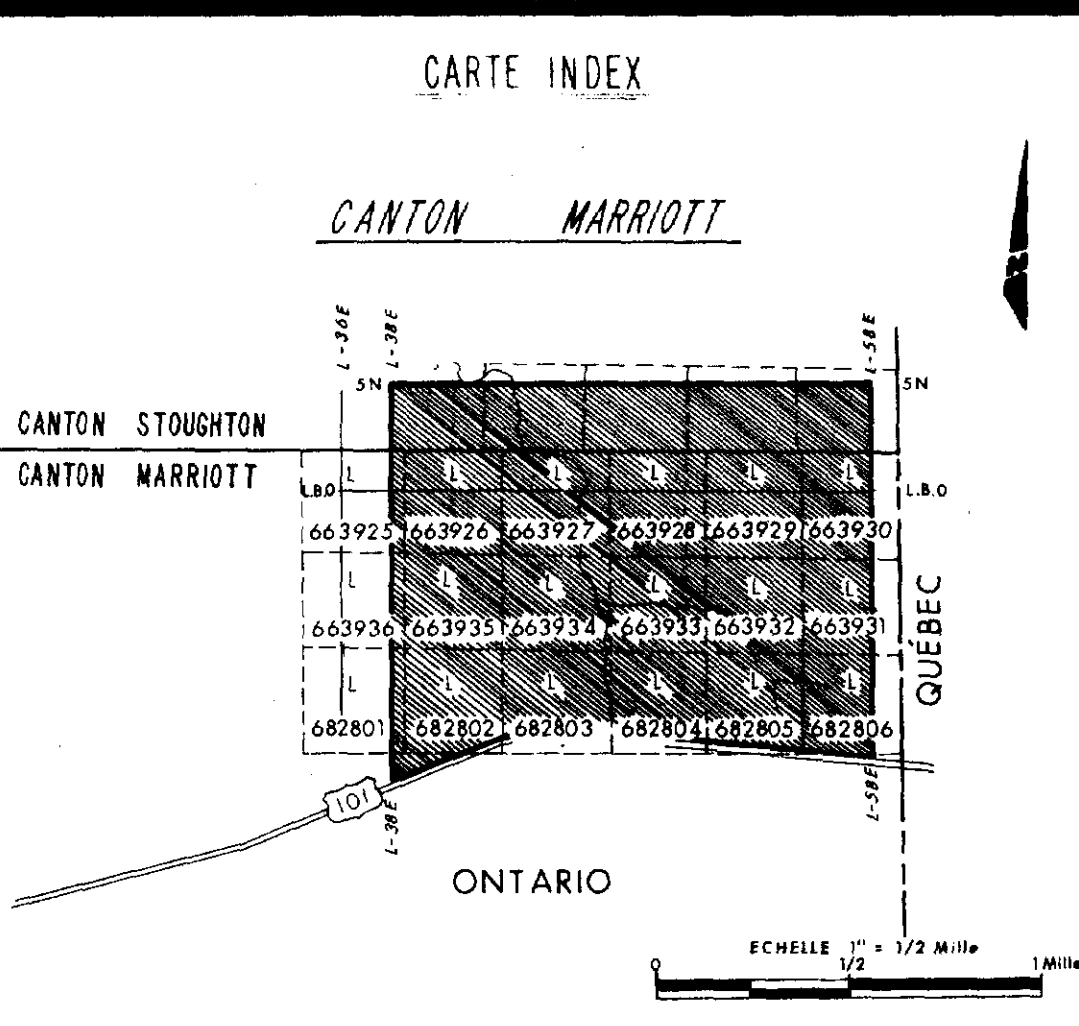 CARTE INDEX
CANTON MARRIOTT
L-36E
L-38E
L-58E
5N
5N
CANTON STOUGHTON
CANTON MARRIOTT
L L L L L L
L.B.O
L.B.O
663925 663926 663927 663928 663929 663930
L L L L L L
663936 663935 663934 663933 663932 663931
L L L L L L
682801 682802 682803 682804 682805 682806
QUÉBEC
101
L-38E
L-58E
ONTARIO
ECHELLE 1" = 1/2 Mille
0 1/2 1 Mille